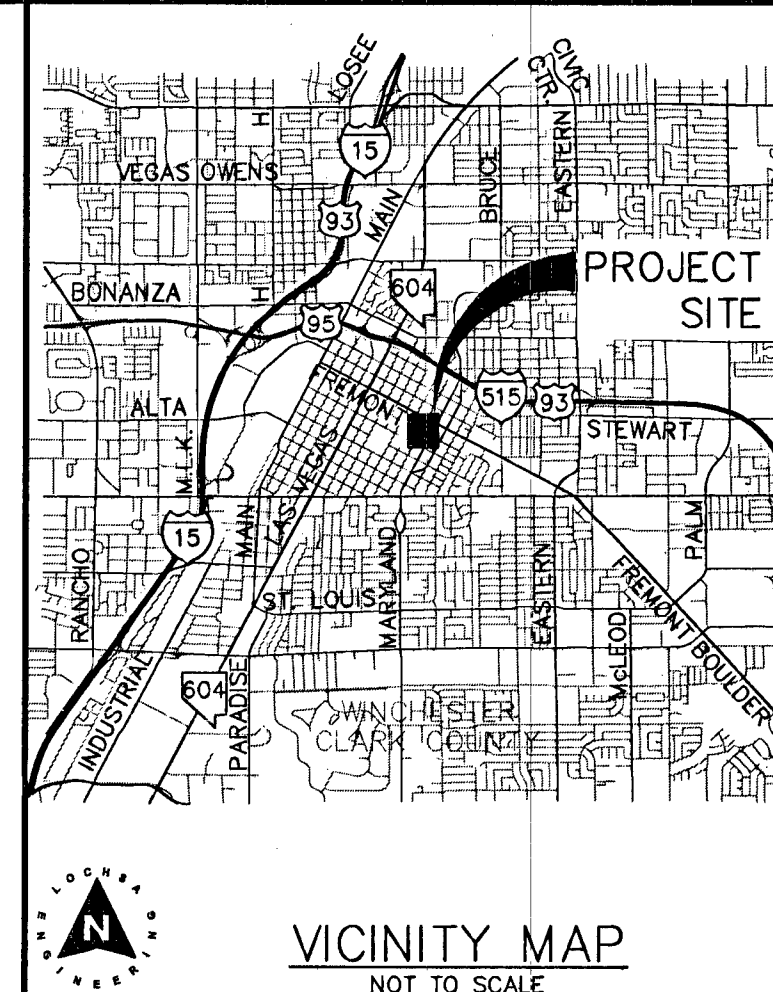 LOSEE
CIVIC
CTR.
H
15
VEGAS OWENS
BRUCE
EASTERN
93
MAIN
PROJECT
SITE
BONANZA
H
604
95
FREMONT
515
93
ALTA
STEWART
M.L.K.
LAS VEGAS
15
MAIN
PALM
RANCHO
MARYLAND
EASTERN
ST. LOUIS
FREMONT BOULDER
McLEOD
INDUSTRIAL
604
PARADISE
WINCHESTER
CLARK COUNTY
LOCHSA
ENGINEERING
N
VICINITY MAP
NOT TO SCALE